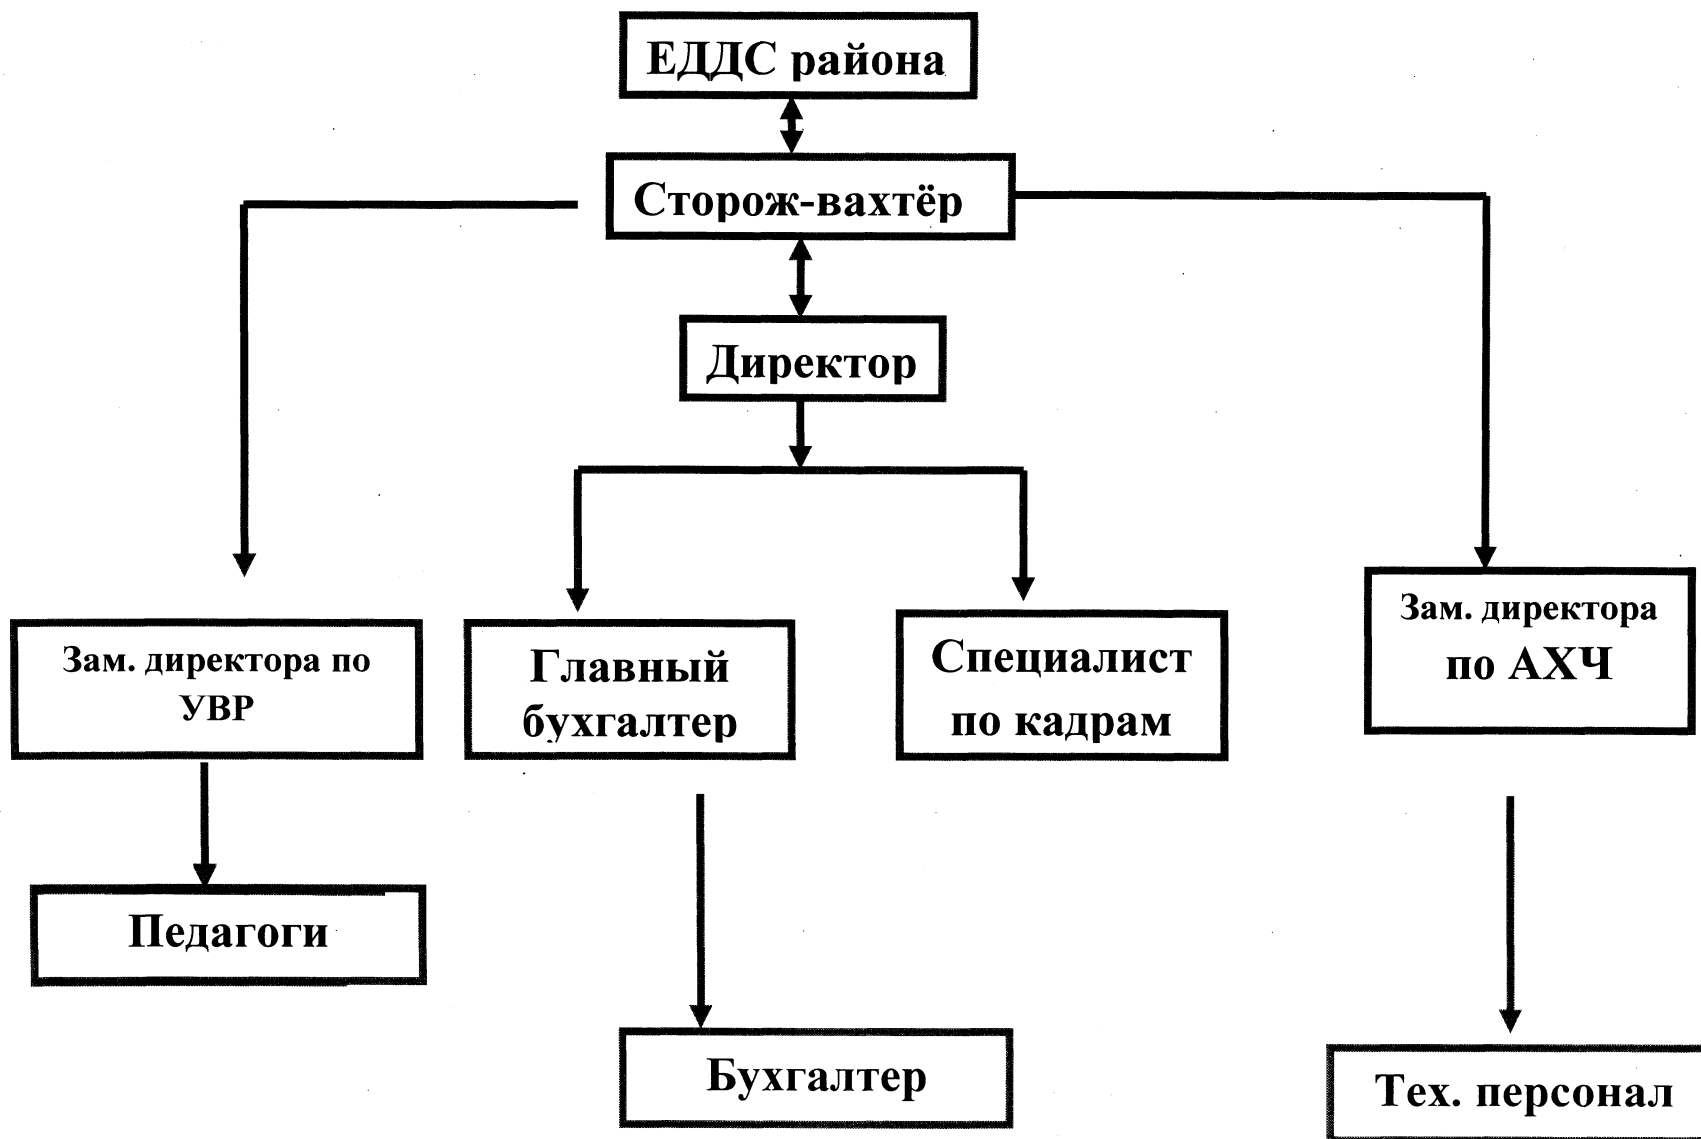 ЕДДС района
Сторож-вахтёр
Директор
Зам. директора по
УВР
Главный
бухгалтер
Специалист
по кадрам
Зам. директора
по АХЧ
Педагоги
Бухгалтер
Тех. персонал